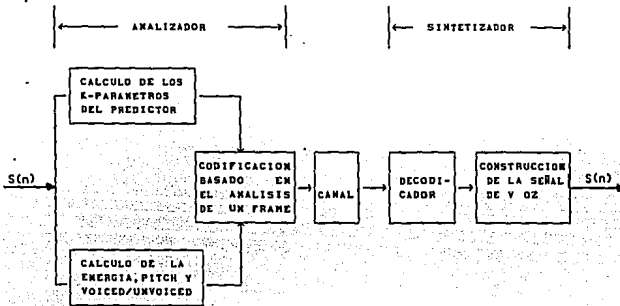 ANALIZADOR
SINTETIZADOR
CALCULO DE LOS
K-PARAMETROS
DEL PREDICTOR
S(n)
CODIFICACION
BASADO EN
EL ANALISIS
DE UN FRAME
CANAL
DECODI-
CADOR
CONSTRUCCION
DE LA SEÑAL
DE V OZ
S(n)
CALCULO DE LA
ENERGIA, PITCH Y
VOICED/UNVOICED